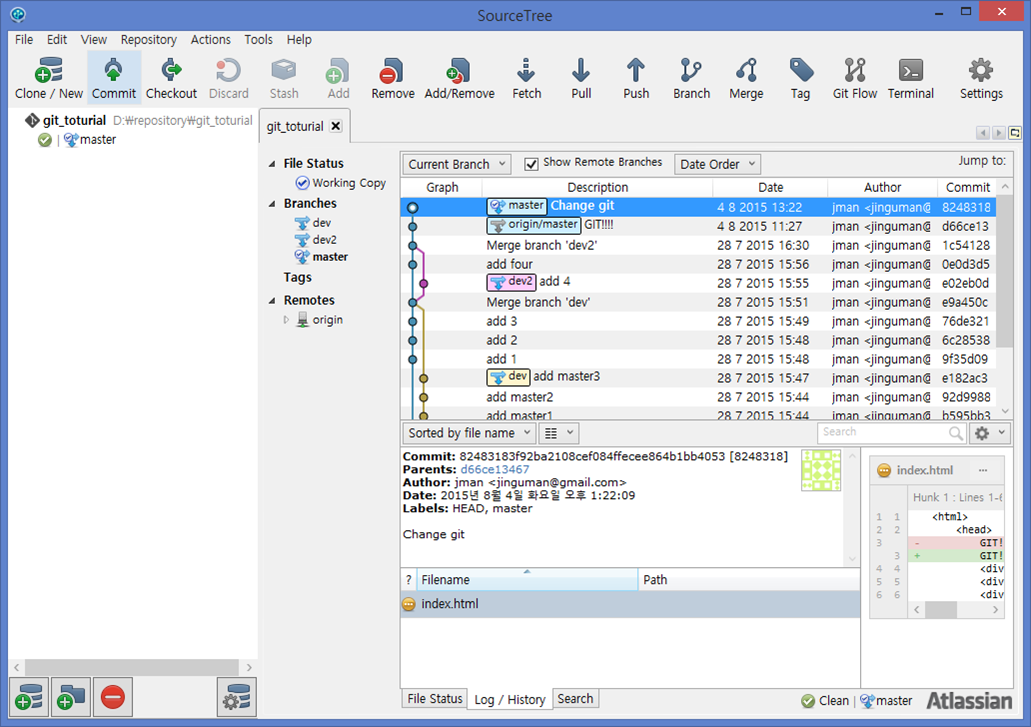 SourceTree
File Edit View Repository Actions Tools Help
Clone / New Commit Checkout Discard Stash Add Remove Add/Remove Fetch Pull Push Branch Merge Tag Git Flow Terminal Settings
git_toturial D:₩repository₩git_toturial
master
git_toturial
File Status
Working Copy
Branches
dev
dev2
master
Tags
Remotes
origin
Current Branch Show Remote Branches Date Order Jump to:
Graph Description Date Author Commit
master Change git 4 8 2015 13:22 jman <jinguman@ 8248318
origin/master GIT!!!! 4 8 2015 11:27 jman <jinguman@ d66ce13
Merge branch 'dev2' 28 7 2015 16:30 jman <jinguman@ 1c54128
add four 28 7 2015 15:56 jman <jinguman@ 0e0d3d5
dev2 add 4 28 7 2015 15:55 jman <jinguman@ e02eb0d
Merge branch 'dev' 28 7 2015 15:51 jman <jinguman@ e9a450c
add 3 28 7 2015 15:49 jman <jinguman@ 76de321
add 2 28 7 2015 15:48 jman <jinguman@ 6c28538
add 1 28 7 2015 15:48 jman <jinguman@ 9f35d09
dev add master3 28 7 2015 15:47 jman <jinguman@ e182ac3
add master2 28 7 2015 15:44 jman <jinguman@ 92d9988
add master1 28 7 2015 15:44 jman <jinguman@ b595bb3
Sorted by file name Search
Commit: 82483183f92ba2108cef084ffecee864b1bb4053 [8248318]
Parents: d66ce13467
Author: jman <jinguman@gmail.com>
Date: 2015년 8월 4일 화요일 오후 1:22:09
Labels: HEAD, master
Change git
? Filename Path
index.html
index.html ...
Hunk 1 : Lines 1-6
1 1 <html>
2 2 <head>
3 - GIT!
3 + GIT!
4 4 <div
5 5 <div
6 6 <div
File Status Log / History Search Clean master Atlassian